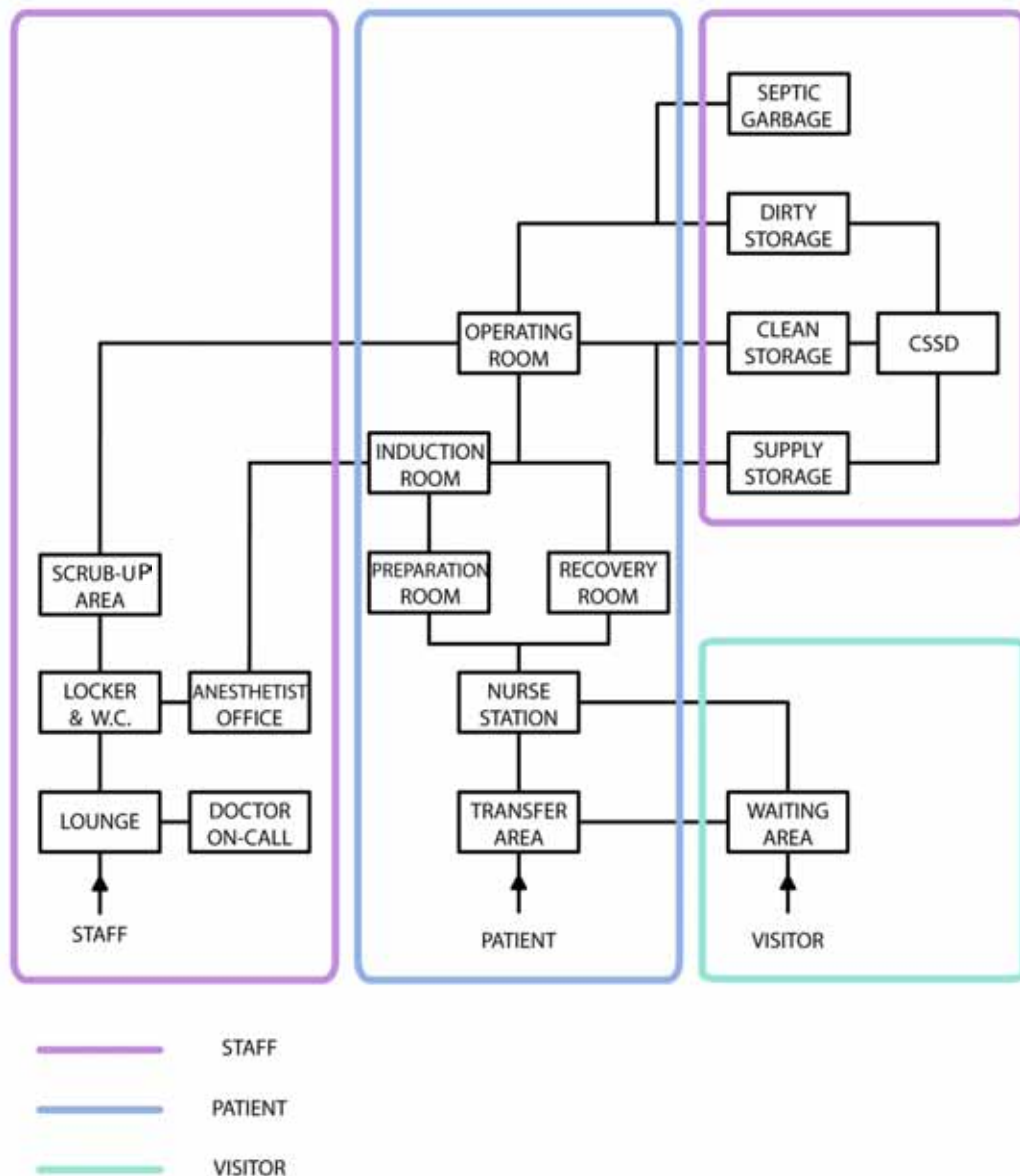 SEPTIC
GARBAGE
DIRTY
STORAGE
OPERATING
ROOM
CLEAN
STORAGE
CSSD
INDUCTION
ROOM
SUPPLY
STORAGE
SCRUB-UP
AREA
PREPARATION
ROOM
RECOVERY
ROOM
LOCKER
& W.C.
ANESTHETIST
OFFICE
NURSE
STATION
LOUNGE
DOCTOR
ON-CALL
TRANSFER
AREA
WAITING
AREA
STAFF
PATIENT
VISITOR
STAFF
PATIENT
VISITOR